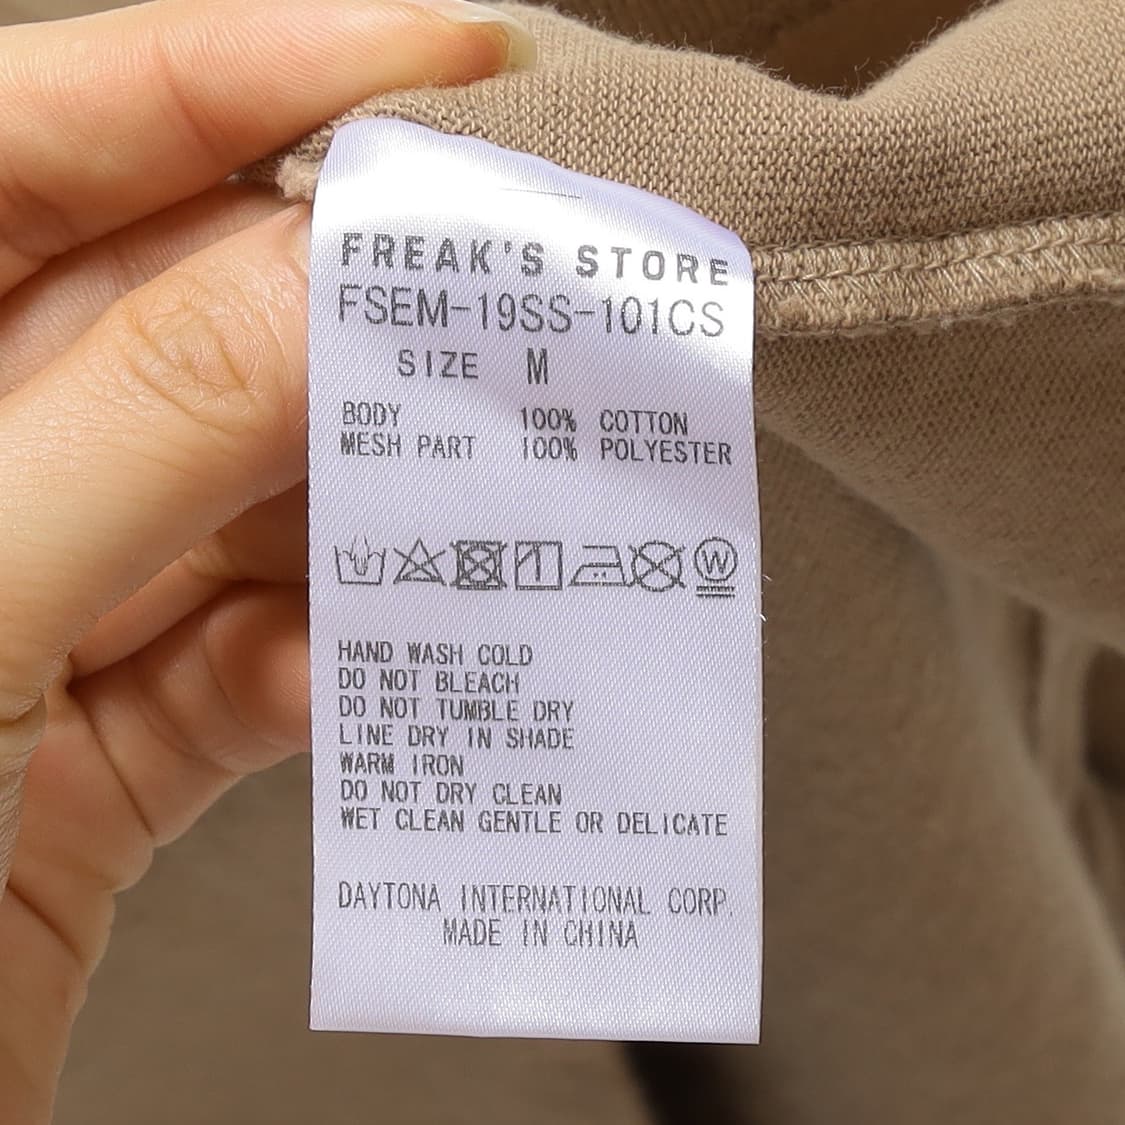 FREAK'S STORE
FSEM-19SS-101CS
SIZE M
BODY 100% COTTON
MESH PART 100% POLYESTER
W
HAND WASH COLD
DO NOT BLEACH
DO NOT TUMBLE DRY
LINE DRY IN SHADE
WARM IRON
DO NOT DRY CLEAN
WET CLEAN GENTLE OR DELICATE
DAYTONA INTERNATIONAL CORP.
MADE IN CHINA